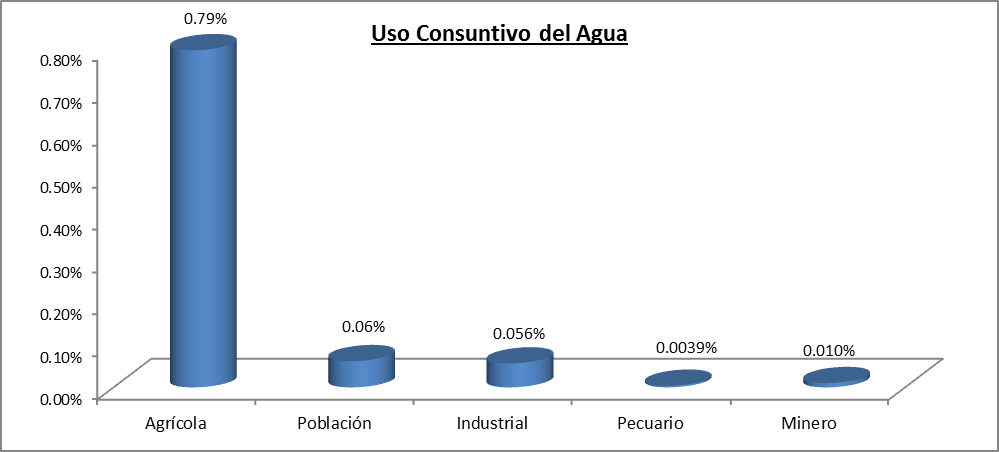 Uso Consuntivo del Agua
0.79%
0.80%
0.70%
0.60%
0.50%
0.40%
0.30%
0.20%
0.10%
0.00%
0.06%
0.056%
0.0039%
0.010%
Agrícola
Población
Industrial
Pecuario
Minero